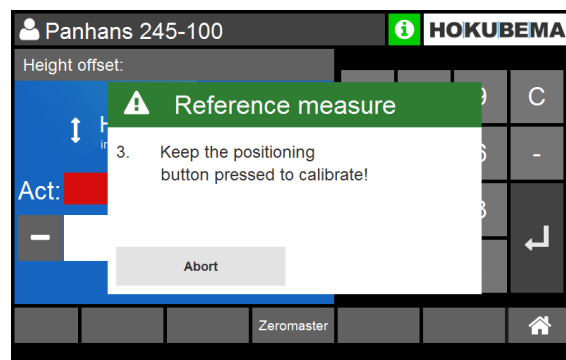 Panhans 245-100
HOKUBEMA
Height offset:
Reference measure
C
3. Keep the positioning
button pressed to calibrate!
-
Act:
Abort
Zeromaster